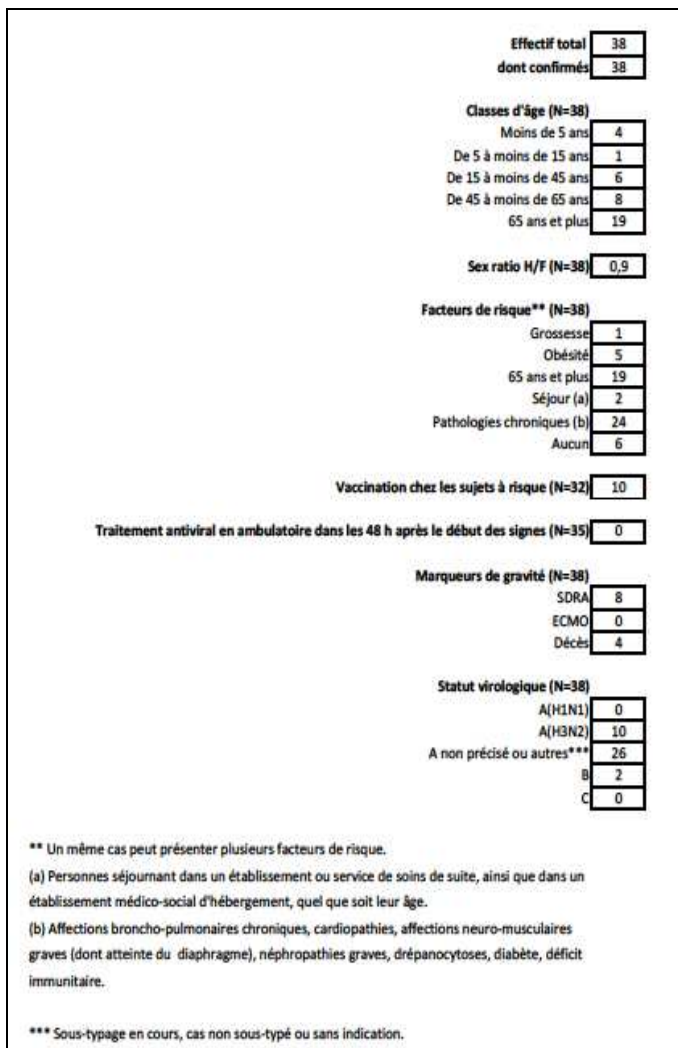 Effectif total 38
dont confirmés 38
Classes d'âge (N=38)
Moins de 5 ans 4
De 5 à moins de 15 ans 1
De 15 à moins de 45 ans 6
De 45 à moins de 65 ans 8
65 ans et plus 19
Sex ratio H/F (N=38) 0,9
Facteurs de risque** (N=38)
Grossesse 1
Obésité 5
65 ans et plus 19
Séjour (a) 2
Pathologies chroniques (b) 24
Aucun 6
Vaccination chez les sujets à risque (N=32) 10
Traitement antiviral en ambulatoire dans les 48 h après le début des signes (N=35) 0
Marqueurs de gravité (N=38)
SDRA 8
ECMO 0
Décès 4
Statut virologique (N=38)
A(H1N1) 0
A(H3N2) 10
A non précisé ou autres*** 26
B 2
C 0
** Un même cas peut présenter plusieurs facteurs de risque.
(a) Personnes séjournant dans un établissement ou service de soins de suite, ainsi que dans un
établissement médico-social d'hébergement, quel que soit leur âge.
(b) Affections broncho-pulmonaires chroniques, cardiopathies, affections neuro-musculaires
graves (dont atteinte du diaphragme), néphropathies graves, drépanocytoses, diabète, déficit
immunitaire.
*** Sous-typage en cours, cas non sous-typé ou sans indication.